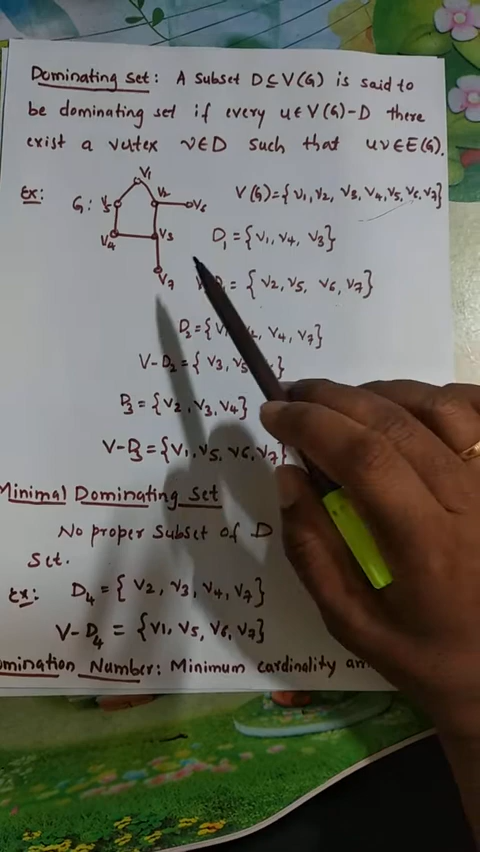 Dominating Set: A subset D⊆V(G) is said to
be dominating set if every u∈V(G)-D there
exist a vertex v∈D such that uv∈E(G).
Ex: G: V(G)={v1,v2, v3,v4,v5,v6,v7}
v1
v5 v2 v6
v4 v3
v7
D1={v1,v4, v3}
= {v2,v5, v6, v7}
D2={ v4, v7}
V-D2={v3,
D3={v2,v3,v4}
V-D3={v1,v5, v6,v7}
Minimal Dominating Set
No proper subset of D
Set.
Ex: D4={v2, v3,v4,v7}
V-D4 = {v1,v5,v6,v7}
Number: Minimum cardinality